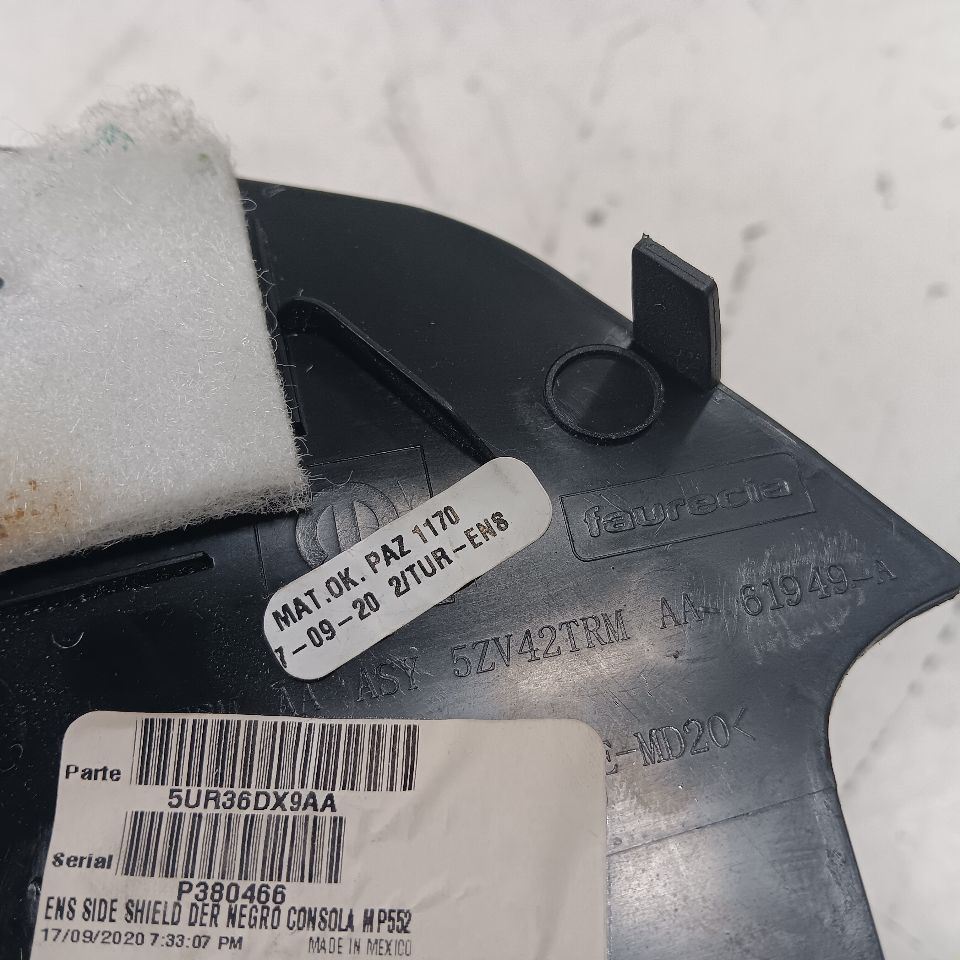 faurecia
MAT.OK. PAZ 1170
7-09-20 2/TUR-ENS
AA ASY 5ZV42TRM AA- 61949-A
E-MD20<
Parte
5UR36DX9AA
Serial
P380466
ENS SIDE SHIELD DER NEGRO CONSOLA MP552
17/09/2020 7:33:07 PM MADE IN MEXICO